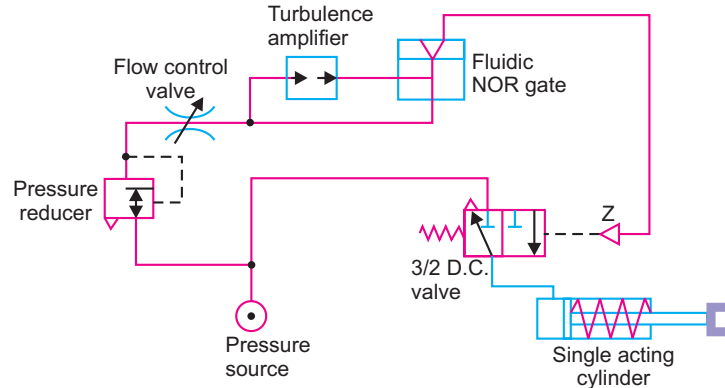 Turbulence
amplifier
Fluidic
NOR gate
Flow control
valve
Pressure
reducer
Z
3/2 D.C.
valve
Pressure
source
Single acting
cylinder